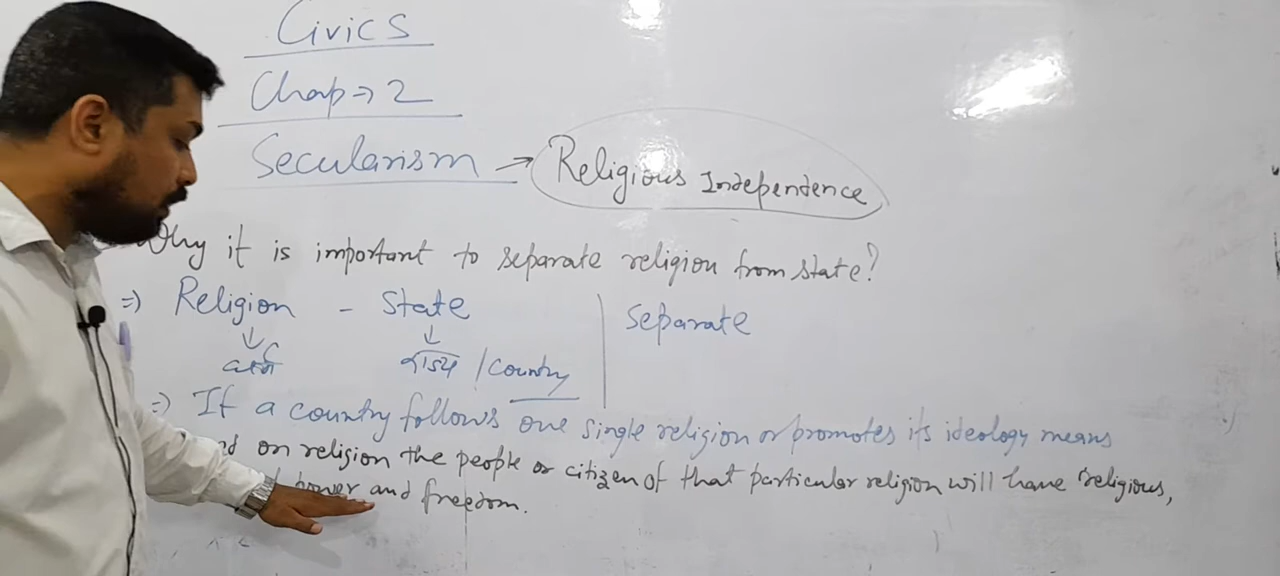 Civics
Chap → 2
Secularism → Religious Independence
Why it is important to separate religion from state?
⇒) Religion - State | Separate
↓ ↓
धर्म राज्य / Country
⇒) If a country follows one single religion or promotes its ideology means
on religion the people or citizen of that particular religion will have religious,
power and freedom.